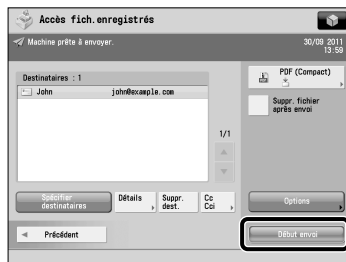 Accès fich.enregistrés
Machine prête à envoyer.
30/09 2011
13:59
Destinataires : 1
John john@example.com
1/1
PDF (Compact)
Suppr. fichier
après envoi
Spécifier
destinataires
Détails
Suppr.
dest.
Cc
Cci
Options
Précédent
Début envoi